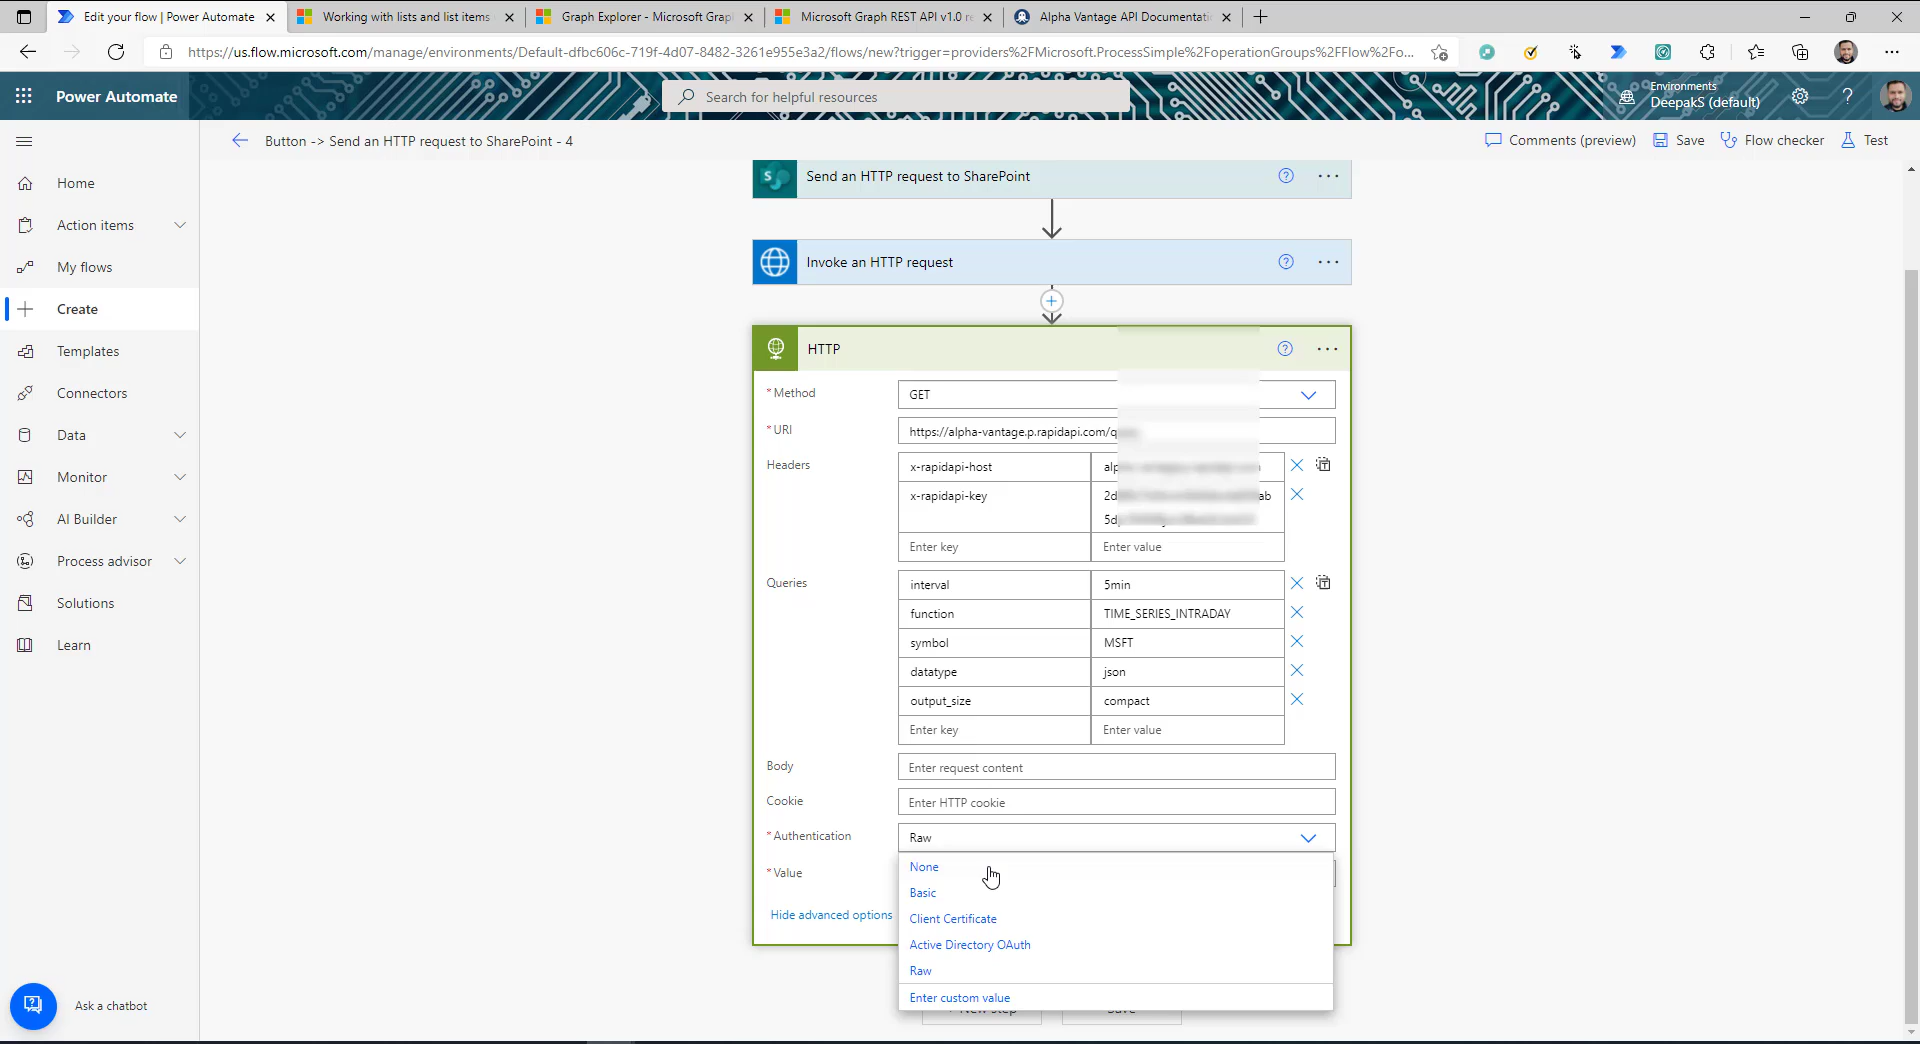 Edit your flow | Power Automate
Working with lists and list items
Graph Explorer - Microsoft Grap
Microsoft Graph REST API v1.0 re
Alpha Vantage API Documentati
https://us.flow.microsoft.com/manage/environments/Default-dfbc606c-719f-4d07-8482-3261e955e3a2/flows/new?trigger=providers%2FMicrosoft.ProcessSimple%2FoperationGroups%2FFlow%2Fo...
Power Automate
Search for helpful resources
Environments
DeepakS (default)
Button -> Send an HTTP request to SharePoint - 4
Comments (preview)
Save
Flow checker
Test
Home
Action items
My flows
Create
Templates
Connectors
Data
Monitor
AI Builder
Process advisor
Solutions
Learn
Ask a chatbot
Send an HTTP request to SharePoint
Invoke an HTTP request
HTTP
* Method
GET
* URI
https://alpha-vantage.p.rapidapi.com/q
Headers
x-rapidapi-host
x-rapidapi-key
Enter key
Enter value
Queries
interval
5min
function
TIME_SERIES_INTRADAY
symbol
MSFT
datatype
json
output_size
compact
Enter key
Enter value
Body
Enter request content
Cookie
Enter HTTP cookie
* Authentication
Raw
* Value
None
Basic
Client Certificate
Active Directory OAuth
Raw
Enter custom value
Hide advanced options
+ New step
Save